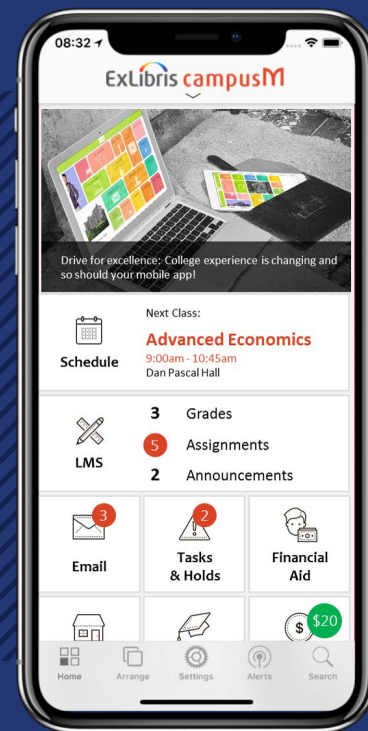 08:32
ExLibris campusM
Drive for excellence: College experience is changing and
so should your mobile app!
Next Class:
Advanced Economics
9:00am - 10:45am
Dan Pascal Hall
Schedule
3 Grades
5 Assignments
2 Announcements
LMS
3
2
Email
Tasks
& Holds
Financial
Aid
$
$20
Home
Arrange
Settings
Alerts
Search